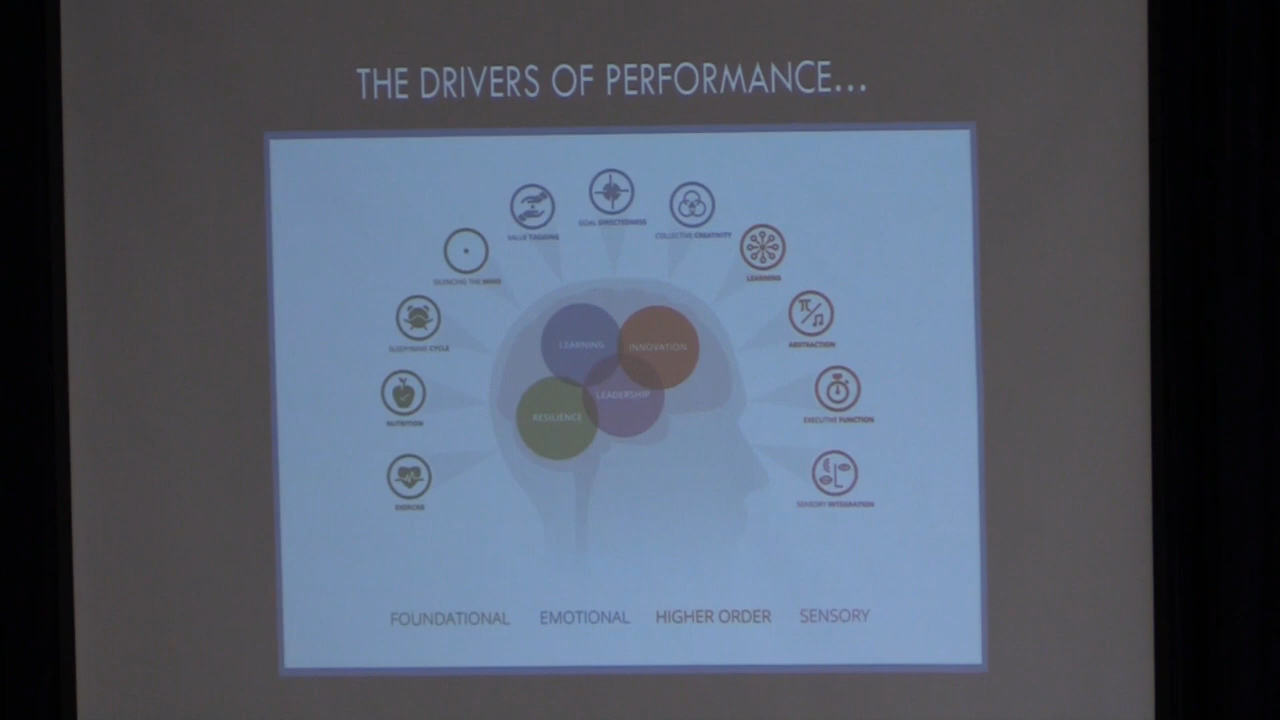 THE DRIVERS OF PERFORMANCE...
GOAL DIRECTEDNESS
VALUE TAGGING
COLLECTIVE CREATIVITY
SILENCING THE MIND
LEARNING
SLEEP/WAKE CYCLE
ABSTRACTION
LEARNING
INNOVATION
LEADERSHIP
RESILIENCE
NUTRITION
EXECUTIVE FUNCTION
EXERCISE
SENSORY INTEGRATION
FOUNDATIONAL EMOTIONAL HIGHER ORDER SENSORY